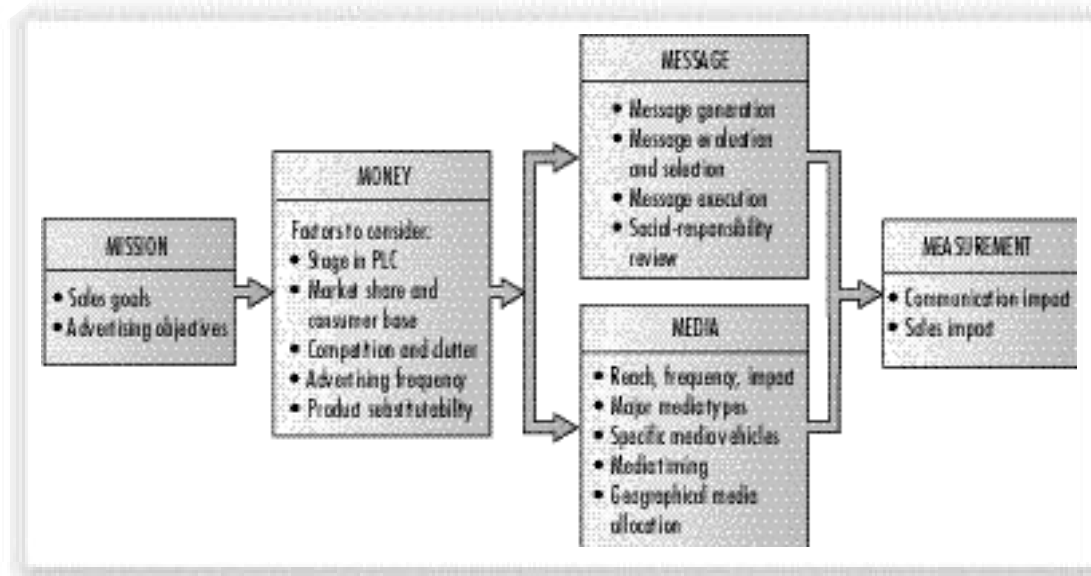 MISSION
• Sales goals
• Advertising objectives
MONEY
Factors to consider:
• Stage in PLC
• Market share and
consumer base
• Competition and clutter
• Advertising frequency
• Product substitutability
MESSAGE
• Message generation
• Message evaluation
and selection
• Message execution
• Social-responsibility
review
MEDIA
• Reach, frequency, impact
• Major media types
• Specific media vehicles
• Media timing
• Geographical media
allocation
MEASUREMENT
• Communication impact
• Sales impact